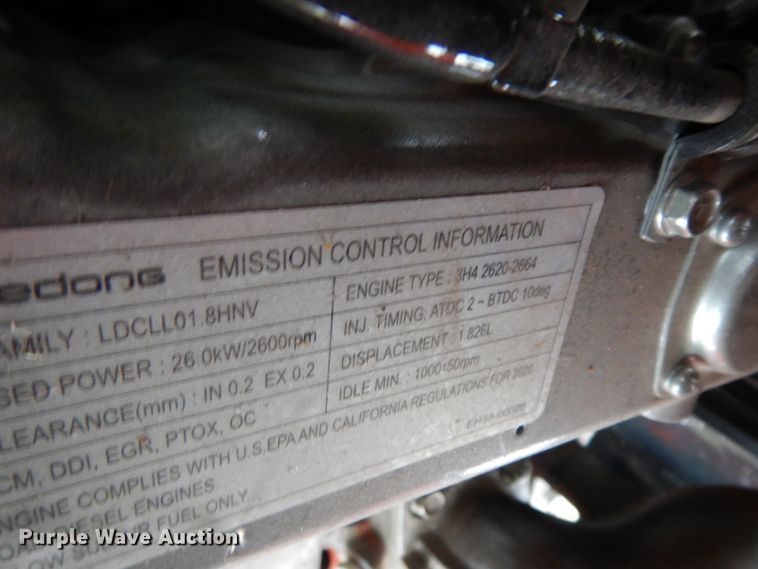 edong EMISSION CONTROL INFORMATION
AMILY : LDCLL01.8HNV
ENGINE TYPE : 3H4 2620-2664
SED POWER : 26.0kW/2600rpm
INJ. TIMING: ATDC 2 ~ BTDC 10deg
LEARANCE(mm) : IN 0.2 EX 0.2
DISPLACEMENT : 1.826L
CM, DDI, EGR, PTOX, OC
IDLE MIN. : 1000±50rpm
NGINE COMPLIES WITH U.S.EPA AND CALIFORNIA REGULATIONS FOR 2020
OAD DIESEL ENGINES.
LOW SULFUR FUEL ONLY.
Purple Wave Auction®